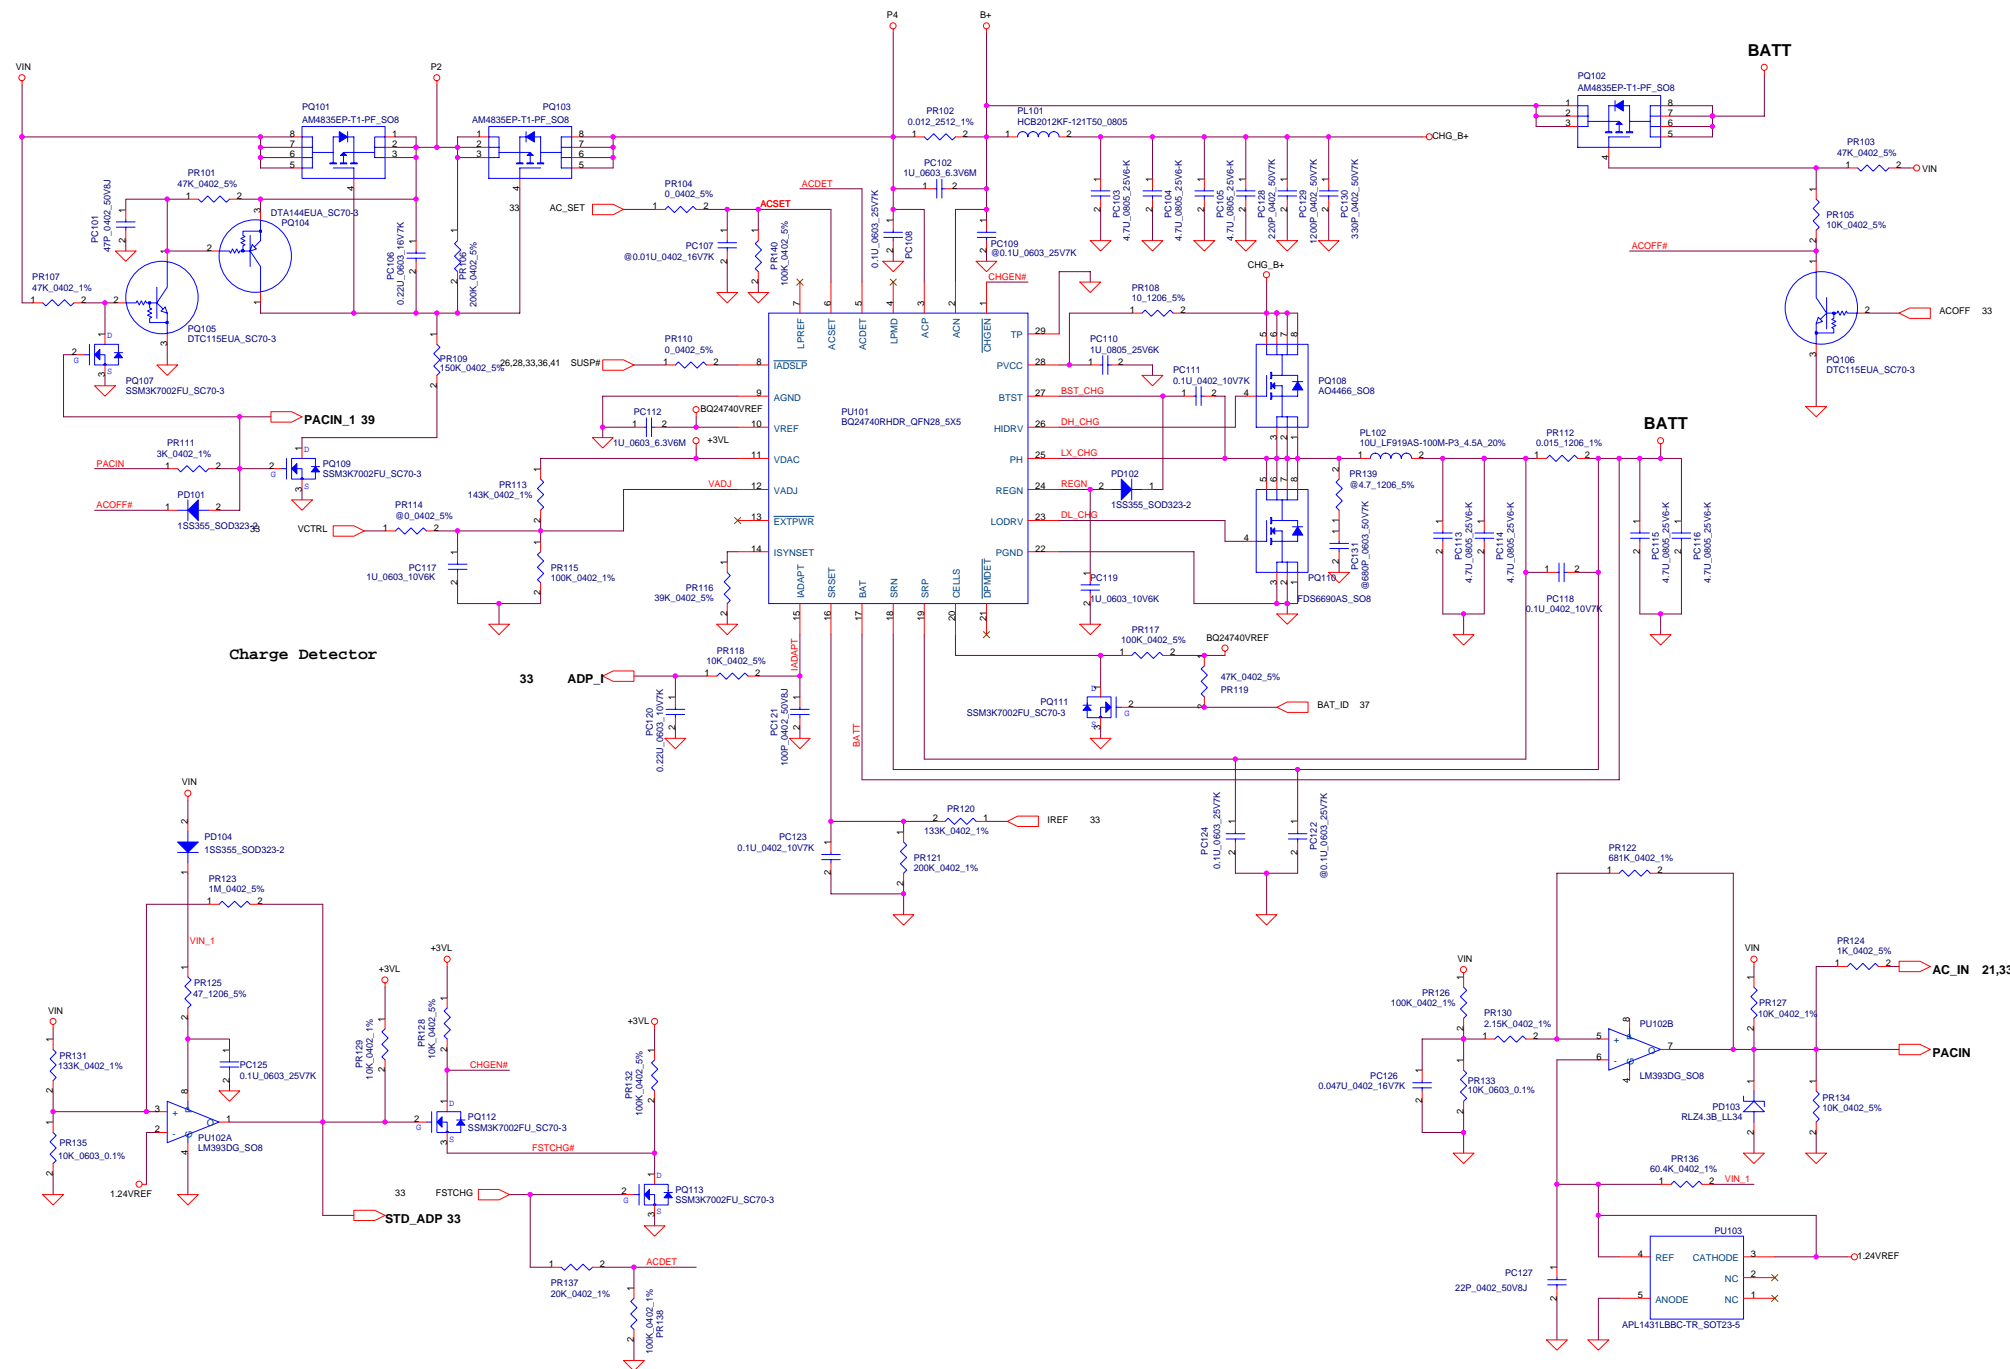 P4
B+
BATT
VIN
P2
PQ101
AM4835EP-T1-PF_SO8
PQ103
AM4835EP-T1-PF_SO8
PR102
0.012_2512_1%
PL101
HCB2012KF-121T50_0805
PQ102
AM4835EP-T1-PF_SO8
CHG_B+
PR103
47K_0402_5%
VIN
PR101
47K_0402_5%
PC101
47P_0402_50V8J
DTA144EUA_SC70-3
PQ104
PC106
0.22U_0603_16V7K
PR106
200K_0402_5%
PR104
0_0402_5%
33
AC_SET
ACDET
ACSET
PC102
1U_0603_6.3V6M
PC107
@0.01U_0402_16V7K
PR140
100K_0402_5%
0.1U_0603_25V7K
PC108
PC109
@0.1U_0603_25V7K
CHGEN#
PC103
4.7U_0805_25V6-K
PC104
4.7U_0805_25V6-K
PC105
4.7U_0805_25V6-K
PC128
220P_0402_50V7K
PC129
1200P_0402_50V7K
PC130
330P_0402_50V7K
PR105
10K_0402_5%
ACOFF#
ACOFF 33
PQ106
DTC115EUA_SC70-3
PR107
47K_0402_1%
PQ105
DTC115EUA_SC70-3
PQ107
SSM3K7002FU_SC70-3
PR109
150K_0402_5%
PACIN_1 39
PACIN
PR111
3K_0402_1%
ACOFF#
PD101
1SS355_SOD323-2
PQ109
SSM3K7002FU_SC70-3
PR110
0_0402_5%
26,28,33,36,41 SUSP#
PC112
1U_0603_6.3V6M
BQ24740VREF
+3VL
PR113
143K_0402_1%
VADJ
33
VCTRL
PR114
@0_0402_5%
PC117
1U_0603_10V6K
PR115
100K_0402_1%
PR116
39K_0402_5%
PU101
BQ24740RHDR_QFN28_5X5
LPREF
ACSET
ACDET
LPMD
ACP
ACN
CHGEN
IADSLP
AGND
VREF
VDAC
VADJ
EXTPWR
ISYNSET
IADAPT
SRSET
BAT
SRN
SRP
CELLS
DPMDET
TP
PVCC
BTST
HIDRV
PH
REGN
LODRV
PGND
CHG_B+
PR108
10_1206_5%
PC110
1U_0805_25V6K
PC111
0.1U_0402_10V7K
BST_CHG
DH_CHG
LX_CHG
REGN
DL_CHG
PD102
1SS355_SOD323-2
PC119
1U_0603_10V6K
PQ108
AO4466_SO8
PQ110
FDS6690AS_SO8
PL102
10U_LF919AS-100M-P3_4.5A_20%
PR112
0.015_1206_1%
BATT
PR139
@4.7_1206_5%
PC131
@680P_0603_50V7K
PC113
4.7U_0805_25V6-K
PC114
4.7U_0805_25V6-K
PC115
4.7U_0805_25V6-K
PC116
4.7U_0805_25V6-K
PC118
0.1U_0402_10V7K
Charge Detector
33
PR118
10K_0402_5%
IADAPT
PC120
0.22U_0603_10V7K
PC121
100P_0402_50V8J
BATT
PR117
100K_0402_5%
BQ24740VREF
47K_0402_5%
PR119
PQ111
SSM3K7002FU_SC70-3
BAT_ID 37
PR120
133K_0402_1%
IREF 33
PC123
0.1U_0402_10V7K
PR121
200K_0402_1%
PC124
0.1U_0603_25V7K
PC122
@0.1U_0603_25V7K
VIN
PD104
1SS355_SOD323-2
PR123
1M_0402_5%
VIN_1
PR125
47_1206_5%
VIN
PR131
133K_0402_1%
PC125
0.1U_0603_25V7K
PR135
10K_0603_0.1%
PU102A
LM393DG_SO8
1.24VREF
+3VL
PR129
10K_0402_1%
+3VL
PR128
10K_0402_5%
CHGEN#
PQ112
SSM3K7002FU_SC70-3
+3VL
PR132
100K_0402_5%
FSTCHG#
STD_ADP 33
33
FSTCHG
PQ113
SSM3K7002FU_SC70-3
PR137
20K_0402_1%
ACDET
100K_0402_1%
PR138
PR122
681K_0402_1%
VIN
PR126
100K_0402_1%
PR130
2.15K_0402_1%
PC126
0.047U_0402_16V7K
PR133
10K_0603_0.1%
PU102B
LM393DG_SO8
VIN
PR127
10K_0402_1%
PR124
1K_0402_5%
AC_IN 21,33
PACIN
PD103
RLZ4.3B_LL34
PR134
10K_0402_5%
PR136
60.4K_0402_1%
VIN_1
PU103
REF
CATHODE
NC
NC
ANODE
1.24VREF
PC127
22P_0402_50V8J
APL1431LBBC-TR_SOT23-5